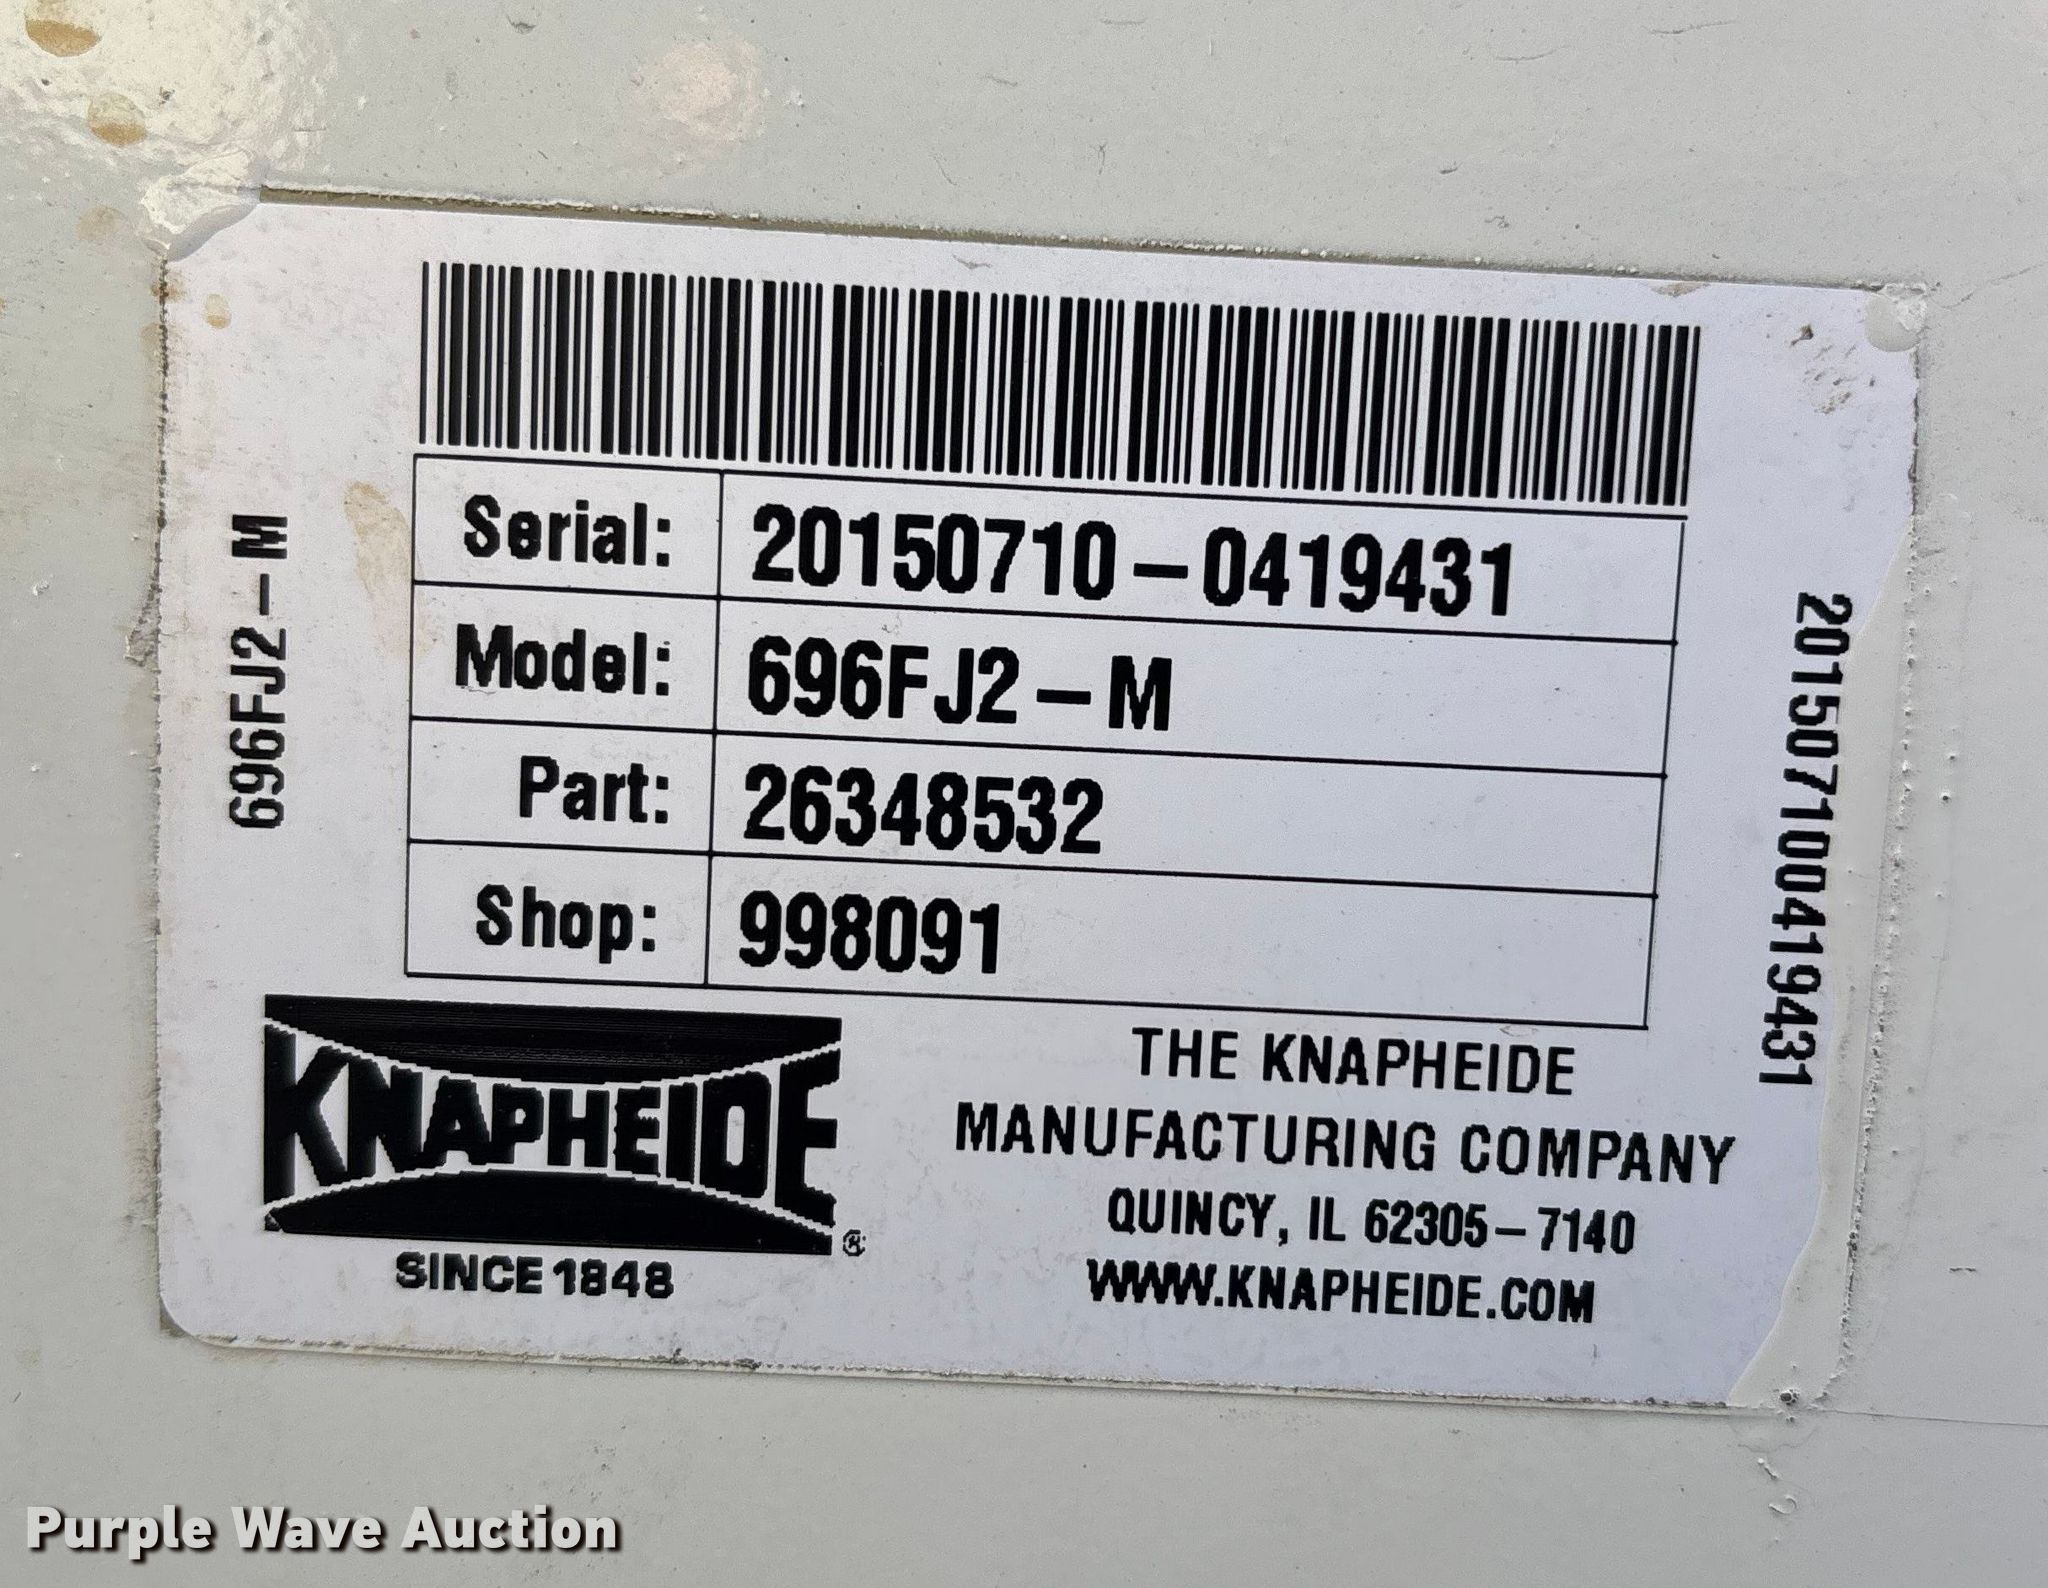 Serial: 20150710-0419431
Model: 696FJ2-M
Part: 26348532
Shop: 998091
696FJ2-M
201507100419431
KNAPHEIDE®
SINCE 1848
THE KNAPHEIDE
MANUFACTURING COMPANY
QUINCY, IL 62305-7140
WWW.KNAPHEIDE.COM
Purple Wave Auction